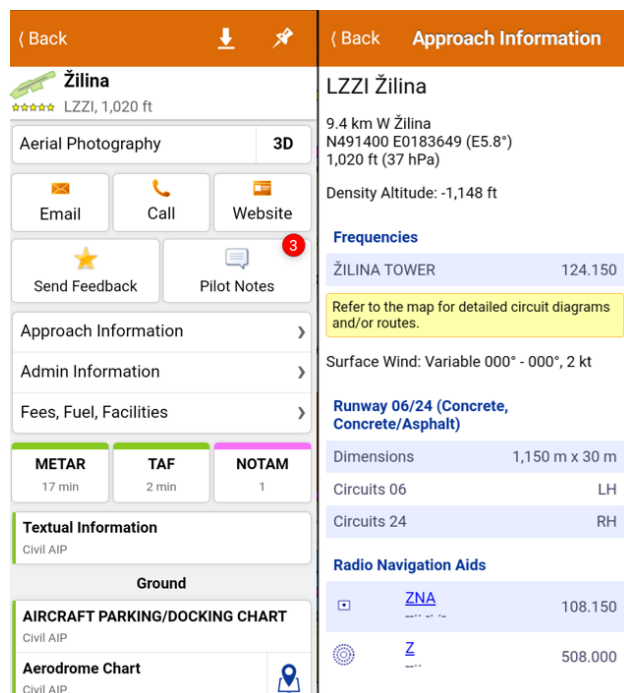 ⟨ Back
Žilina
LZZI, 1,020 ft
Aerial Photography
3D
Email
Call
Website
Send Feedback
Pilot Notes
3
Approach Information
Admin Information
Fees, Fuel, Facilities
METAR
17 min
TAF
2 min
NOTAM
1
Textual Information
Civil AIP
Ground
AIRCRAFT PARKING/DOCKING CHART
Civil AIP
Aerodrome Chart
Civil AIP
⟨ Back
Approach Information
LZZI Žilina
9.4 km W Žilina
N491400 E0183649 (E5.8°)
1,020 ft (37 hPa)
Density Altitude: -1,148 ft
Frequencies
ŽILINA TOWER 124.150
Refer to the map for detailed circuit diagrams
and/or routes.
Surface Wind: Variable 000° - 000°, 2 kt
Runway 06/24 (Concrete,
Concrete/Asphalt)
Dimensions 1,150 m x 30 m
Circuits 06 LH
Circuits 24 RH
Radio Navigation Aids
ZNA 108.150
--·· -· ·-
Z 508.000
--··